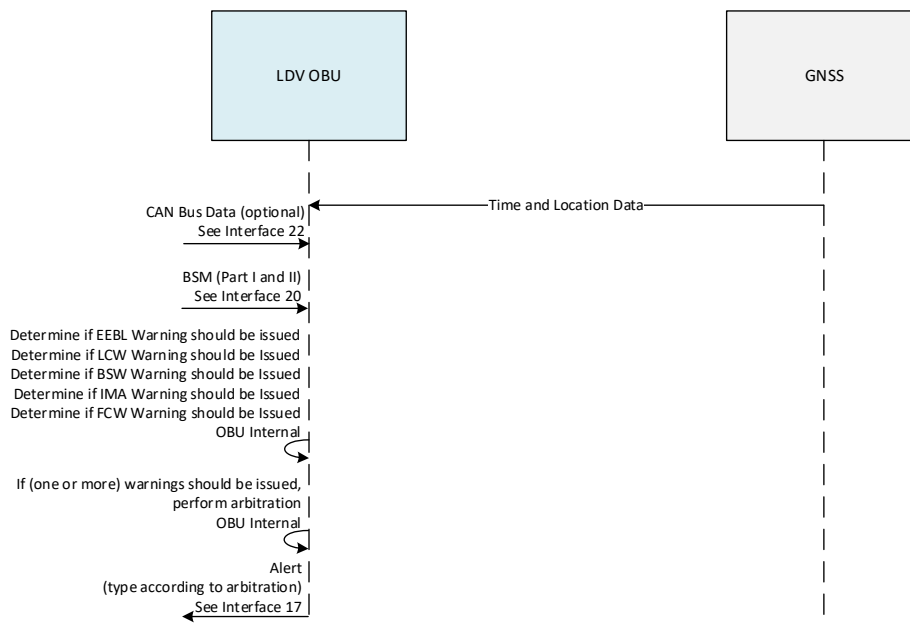 LDV OBU
GNSS
Time and Location Data
CAN Bus Data (optional)
See Interface 22
BSM (Part I and II)
See Interface 20
Determine if EEBL Warning should be issued
Determine if LCW Warning should be Issued
Determine if BSW Warning should be Issued
Determine if IMA Warning should be Issued
Determine if FCW Warning should be Issued
OBU Internal
If (one or more) warnings should be issued,
perform arbitration
OBU Internal
Alert
(type according to arbitration)
See Interface 17